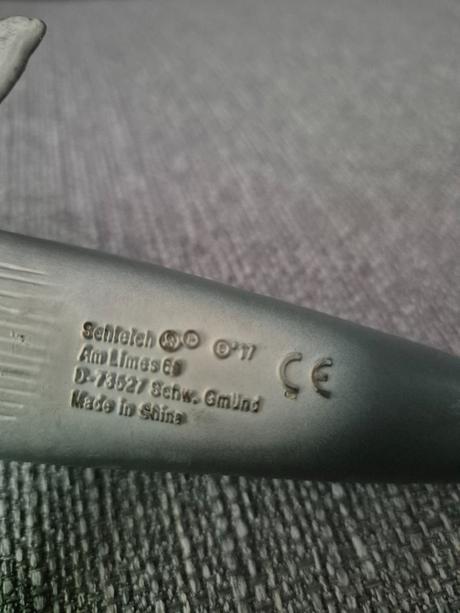 Schleich Ⓢ® ©'17
Am Limes 69
D-73527 Schw. Gmünd
Made in China
CE